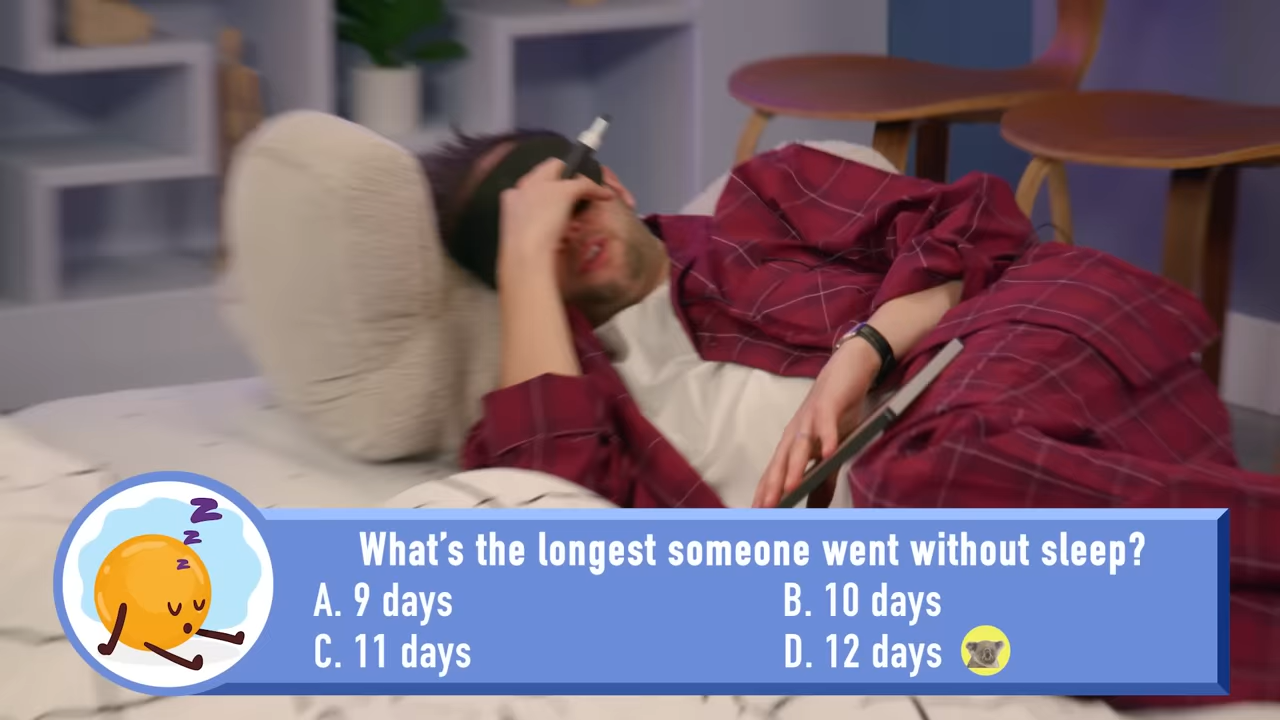 What's the longest someone went without sleep?
A. 9 days
B. 10 days
C. 11 days
D. 12 days
z
z
z